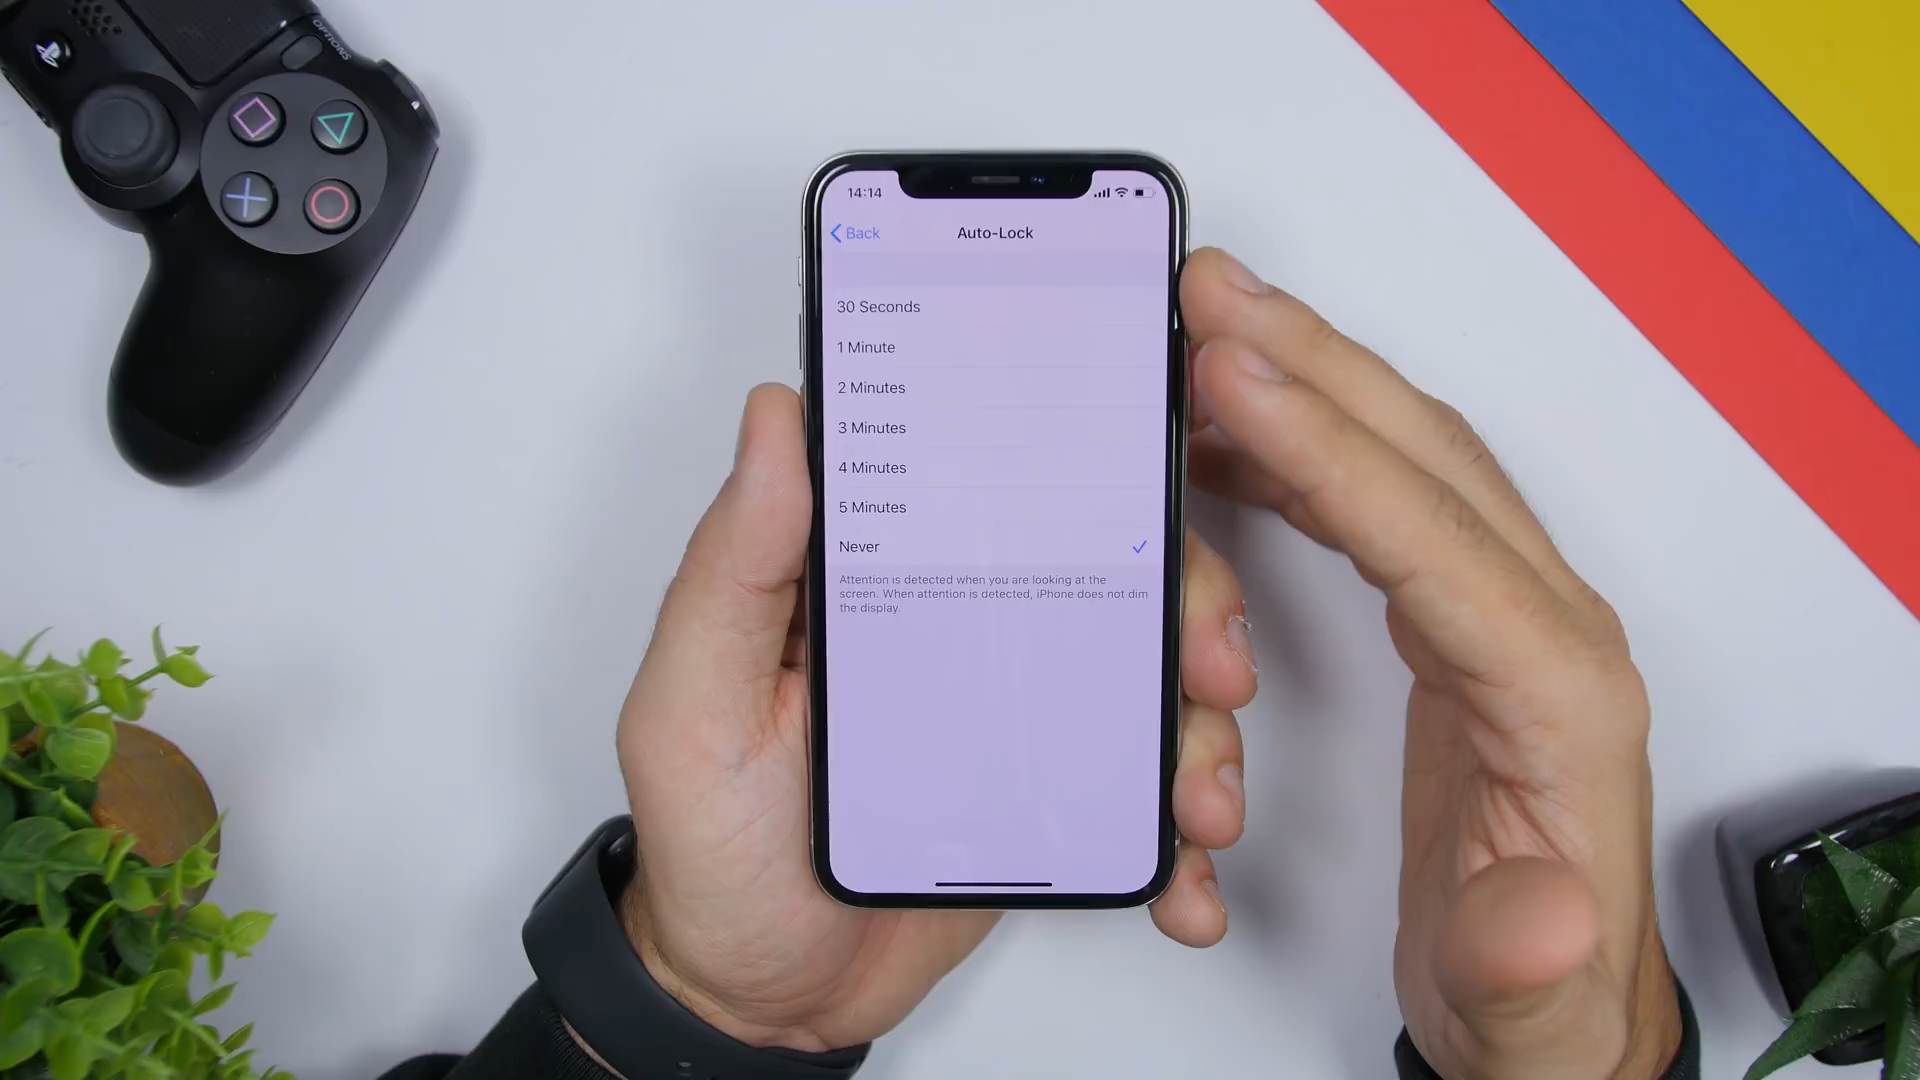 OPTIONS
14:14
Back
Auto-Lock
30 Seconds
1 Minute
2 Minutes
3 Minutes
4 Minutes
5 Minutes
Never
Attention is detected when you are looking at the
screen. When attention is detected, iPhone does not dim
the display.